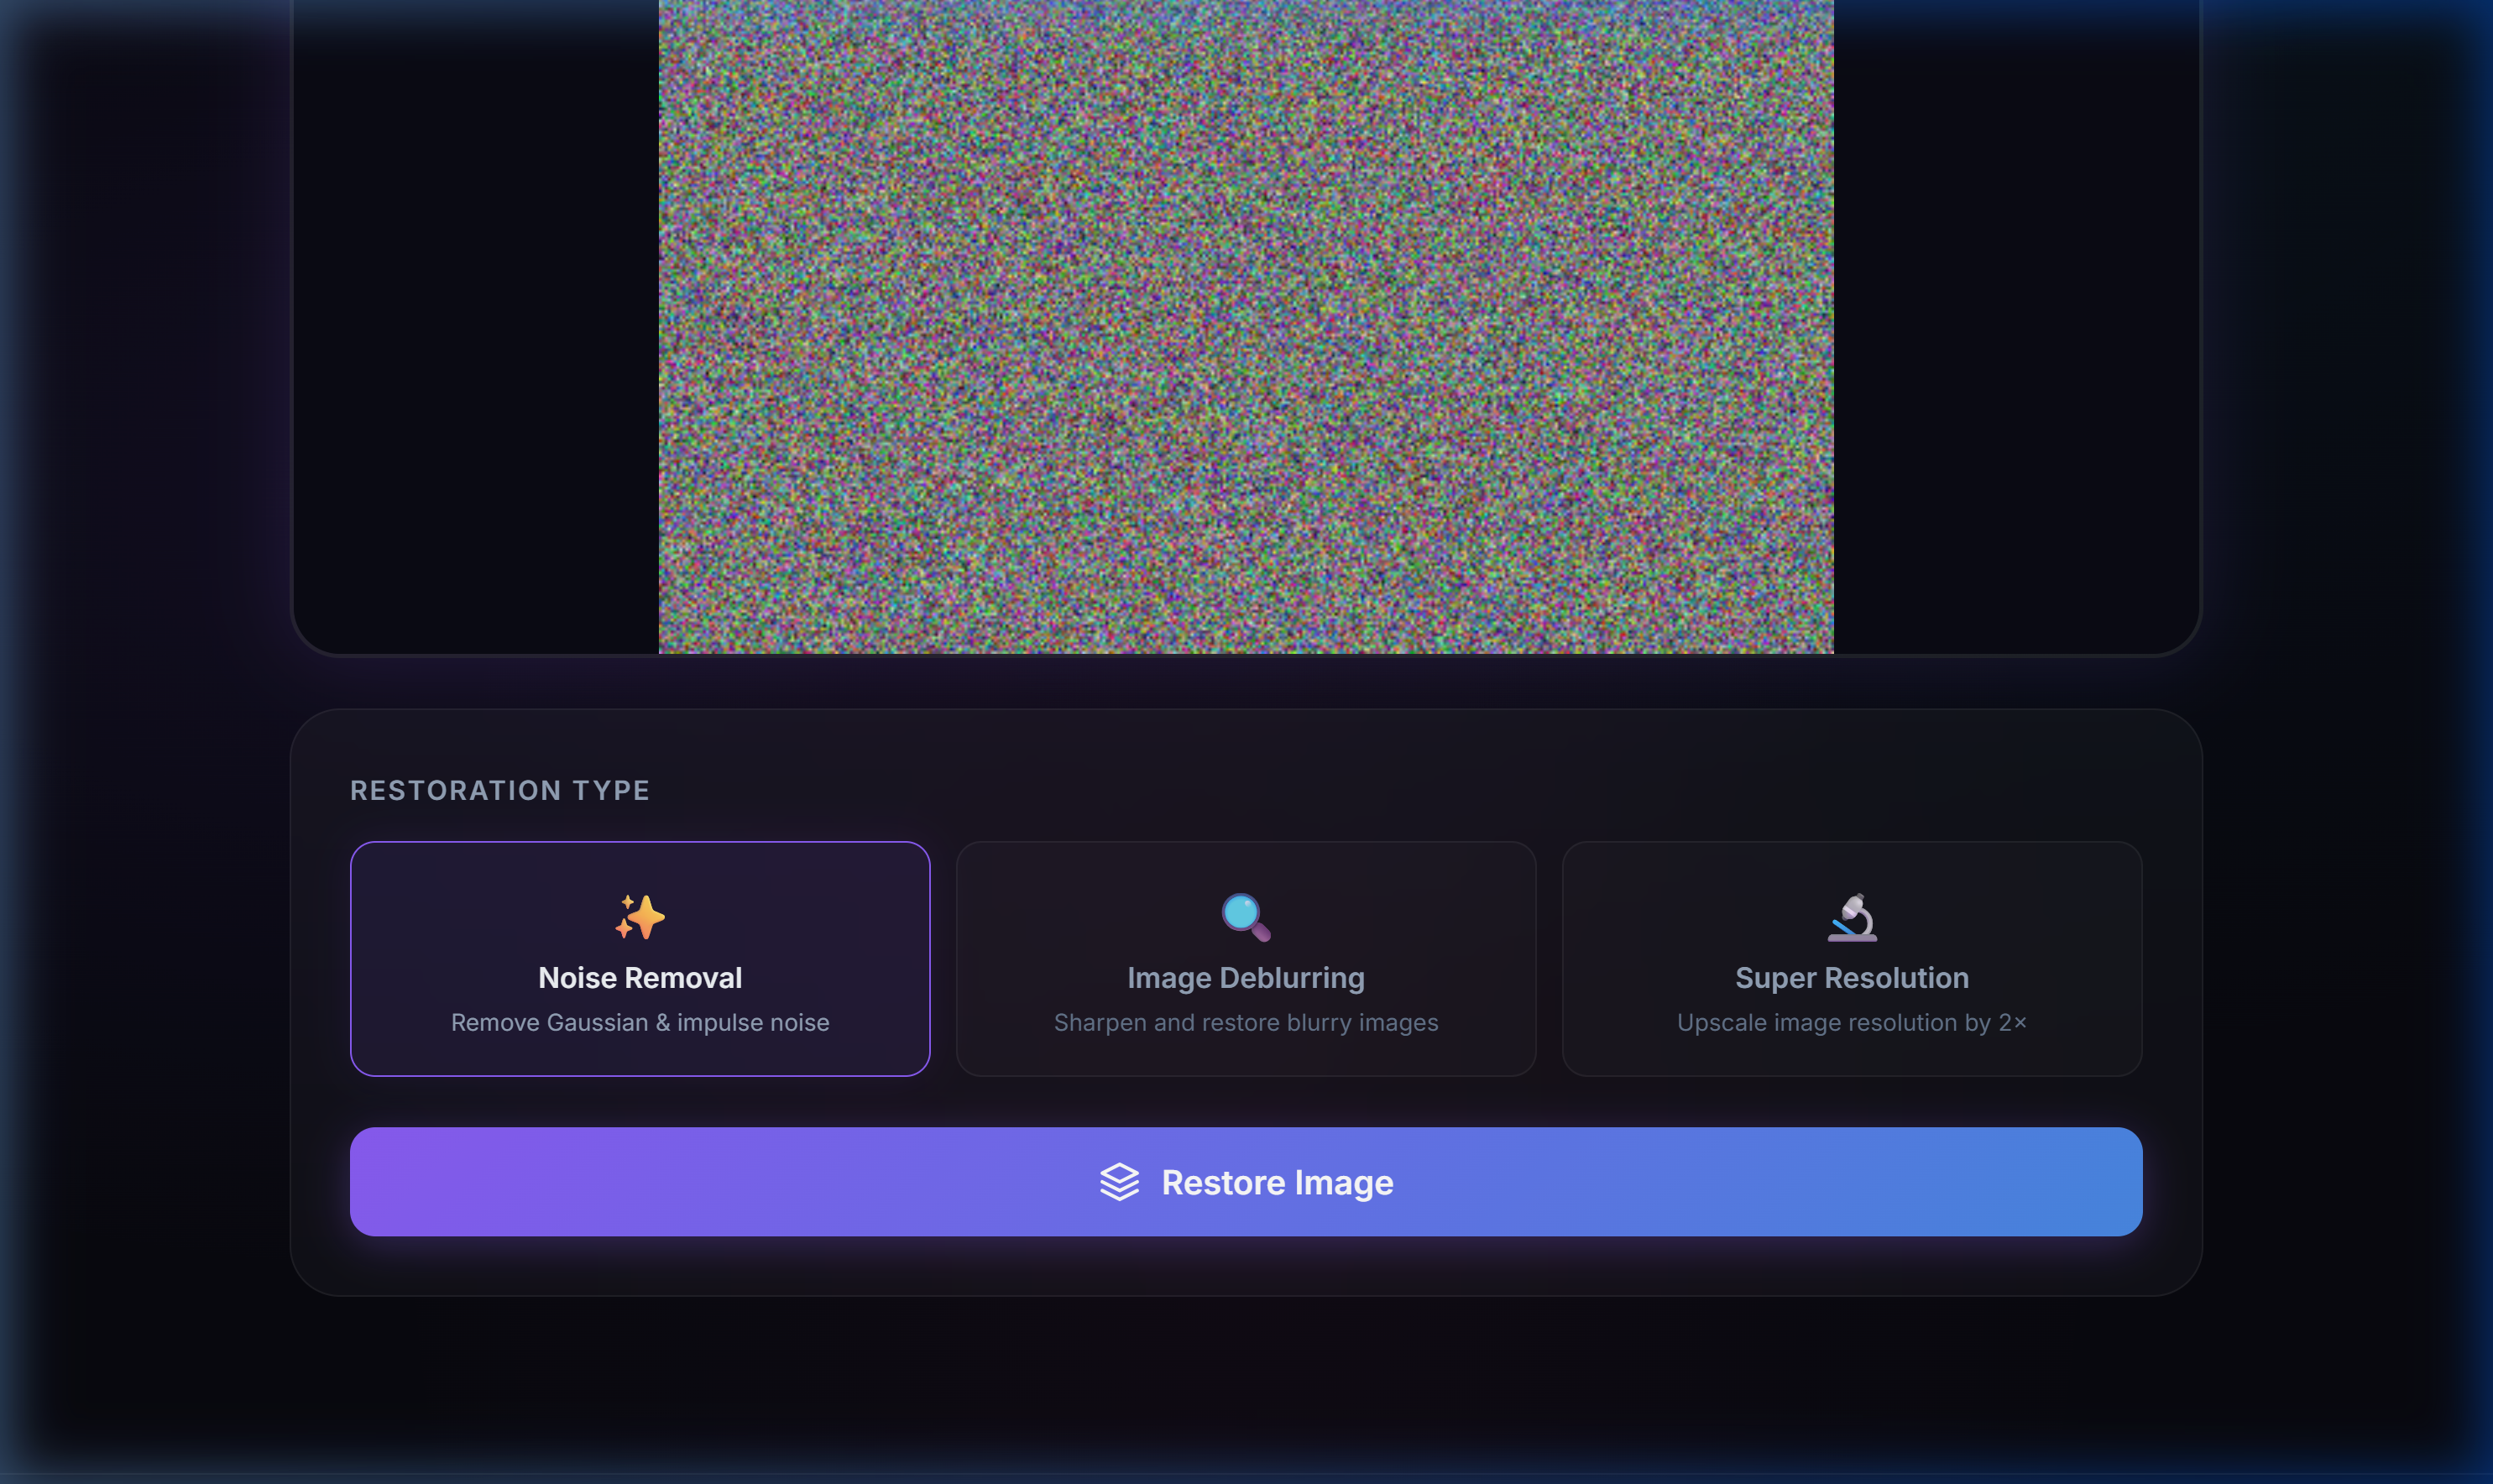 RESTORATION TYPE
Noise Removal
Remove Gaussian & impulse noise
Image Deblurring
Sharpen and restore blurry images
Super Resolution
Upscale image resolution by 2×
Restore Image